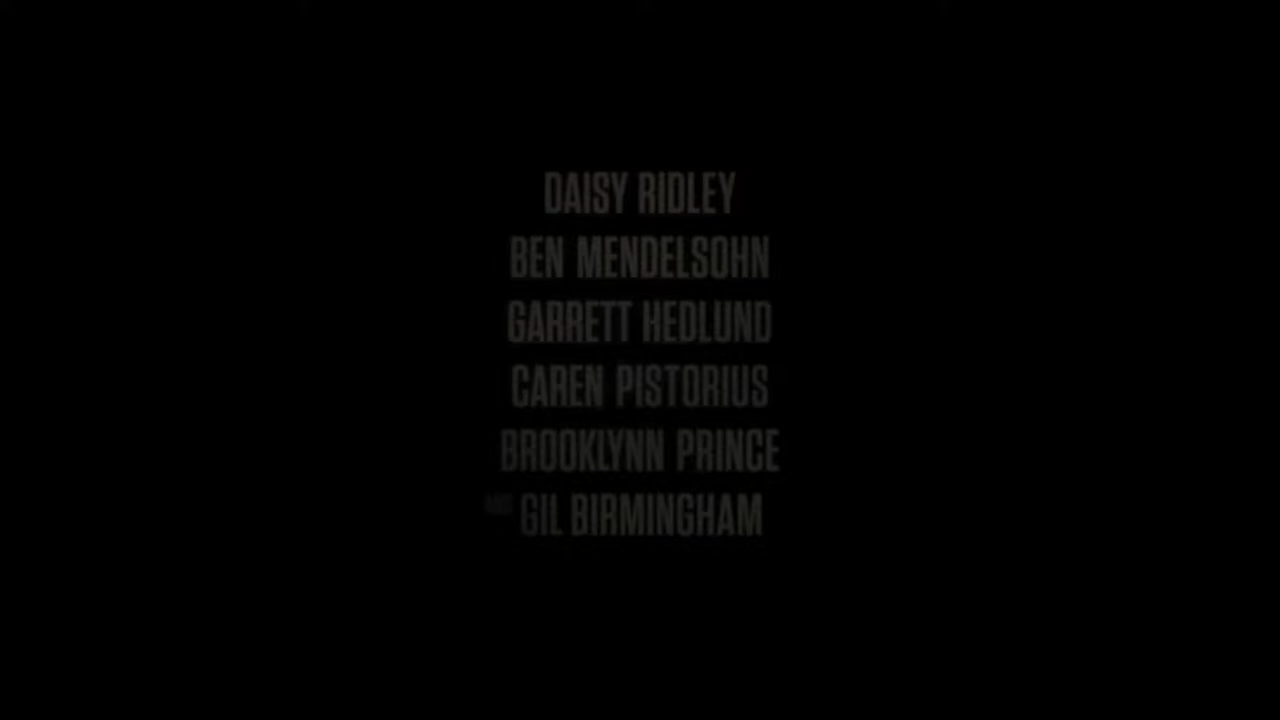 DAISY RIDLEY
BEN MENDELSOHN
GARRETT HEDLUND
CAREN PISTORIUS
BROOKLYNN PRINCE
GIL BIRMINGHAM